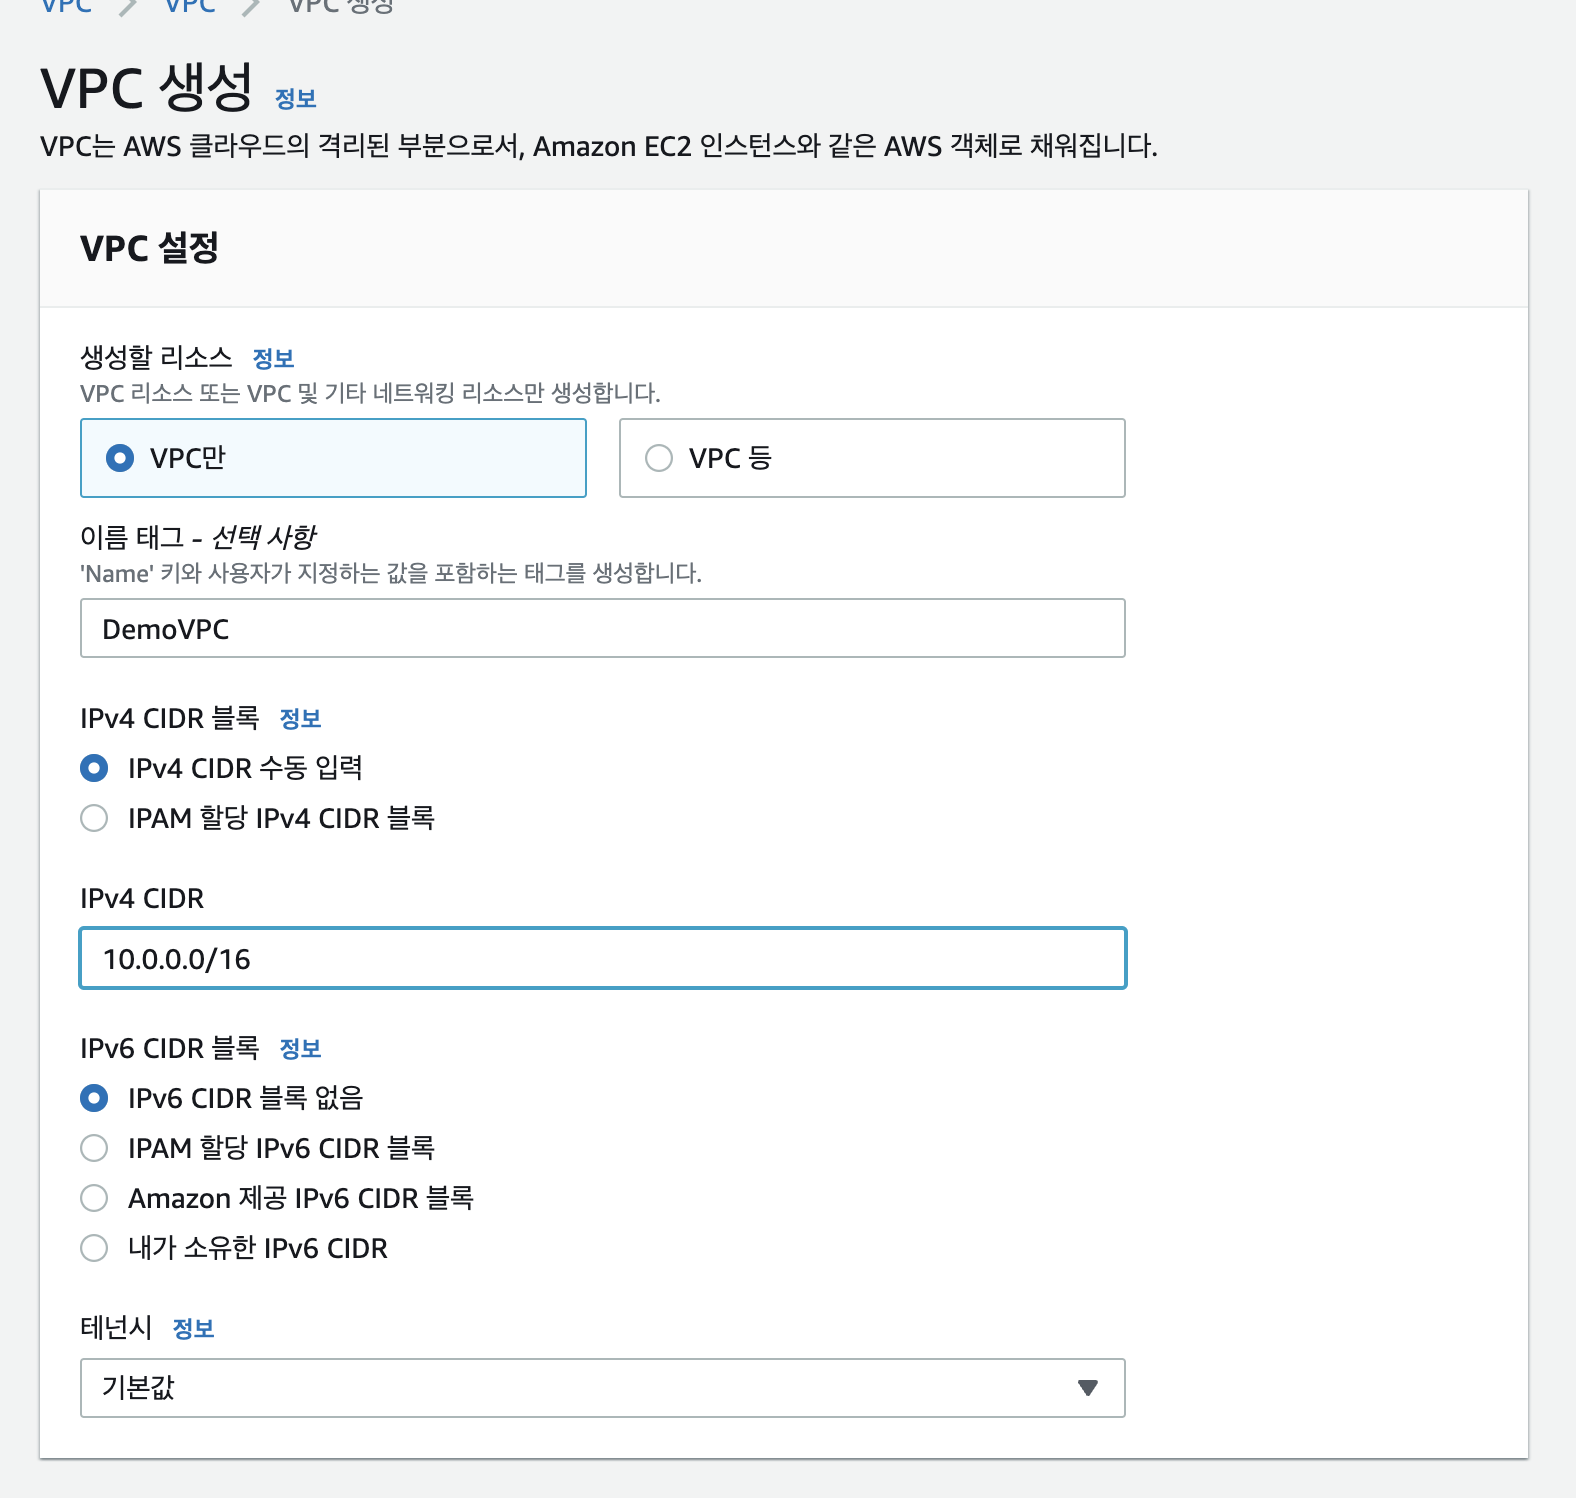 VPC > VPC > VPC 생성
VPC 생성 정보
VPC는 AWS 클라우드의 격리된 부분으로서, Amazon EC2 인스턴스와 같은 AWS 객체로 채워집니다.
VPC 설정
생성할 리소스 정보
VPC 리소스 또는 VPC 및 기타 네트워킹 리소스만 생성합니다.
VPC만 VPC 등
이름 태그 - 선택 사항
'Name' 키와 사용자가 지정하는 값을 포함하는 태그를 생성합니다.
DemoVPC
IPv4 CIDR 블록 정보
IPv4 CIDR 수동 입력
IPAM 할당 IPv4 CIDR 블록
IPv4 CIDR
10.0.0.0/16
IPv6 CIDR 블록 정보
IPv6 CIDR 블록 없음
IPAM 할당 IPv6 CIDR 블록
Amazon 제공 IPv6 CIDR 블록
내가 소유한 IPv6 CIDR
테넌시 정보
기본값